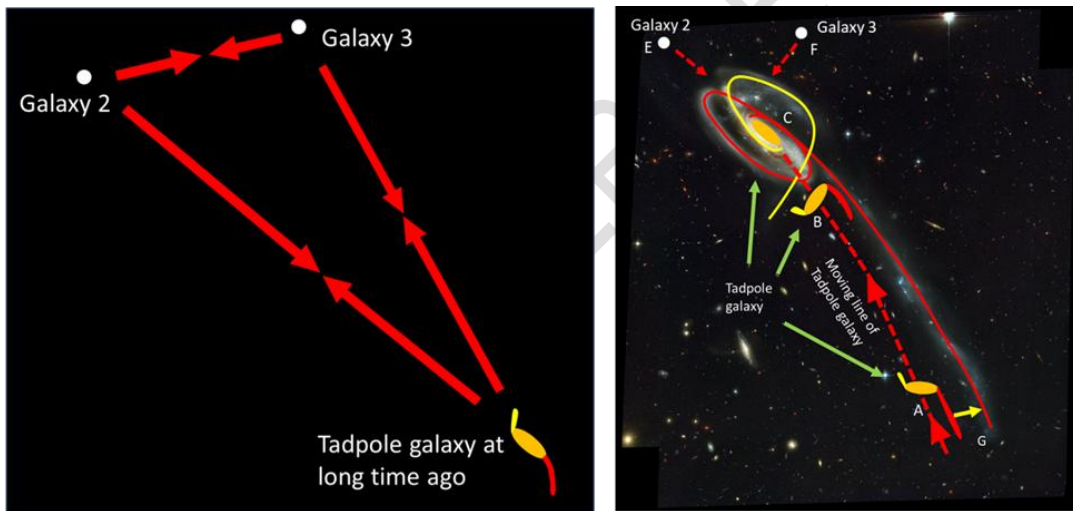 Galaxy 3
Galaxy 2
Tadpole galaxy at
long time ago
Galaxy 2
Galaxy 3
E
F
C
B
Tadpole
galaxy
Moving line of
Tadpole galaxy
A
G